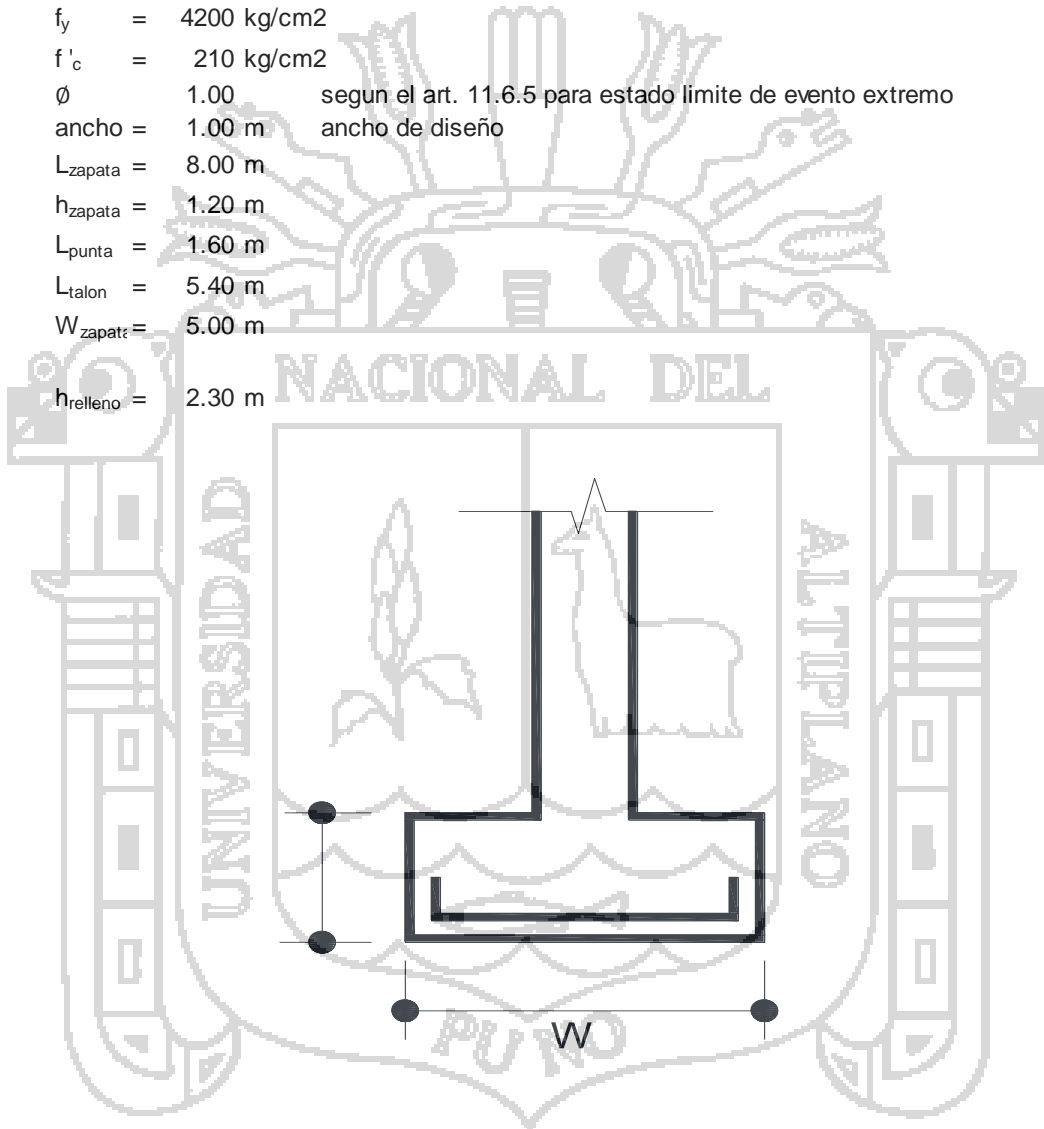 fy = 4200 kg/cm2
f 'c = 210 kg/cm2
Ø 1.00 segun el art. 11.6.5 para estado limite de evento extremo
ancho = 1.00 m ancho de diseño
Lzapata = 8.00 m
hzapata = 1.20 m
Lpunta = 1.60 m
Ltalon = 5.40 m
Wzapata = 5.00 m
NACIONAL DEL
hrelleno = 2.30 m
UNIVERSIDAD
ALTIPLANO
W
PUNO